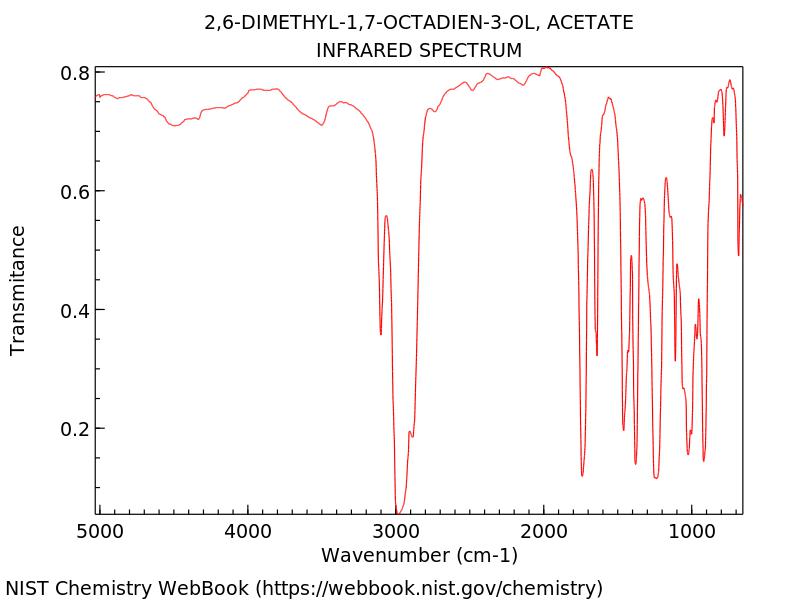 2,6-DIMETHYL-1,7-OCTADIEN-3-OL, ACETATE
INFRARED SPECTRUM
0.8
0.6
0.4
0.2
Transmitance
5000 4000 3000 2000 1000
Wavenumber (cm-1)
NIST Chemistry WebBook (https://webbook.nist.gov/chemistry)